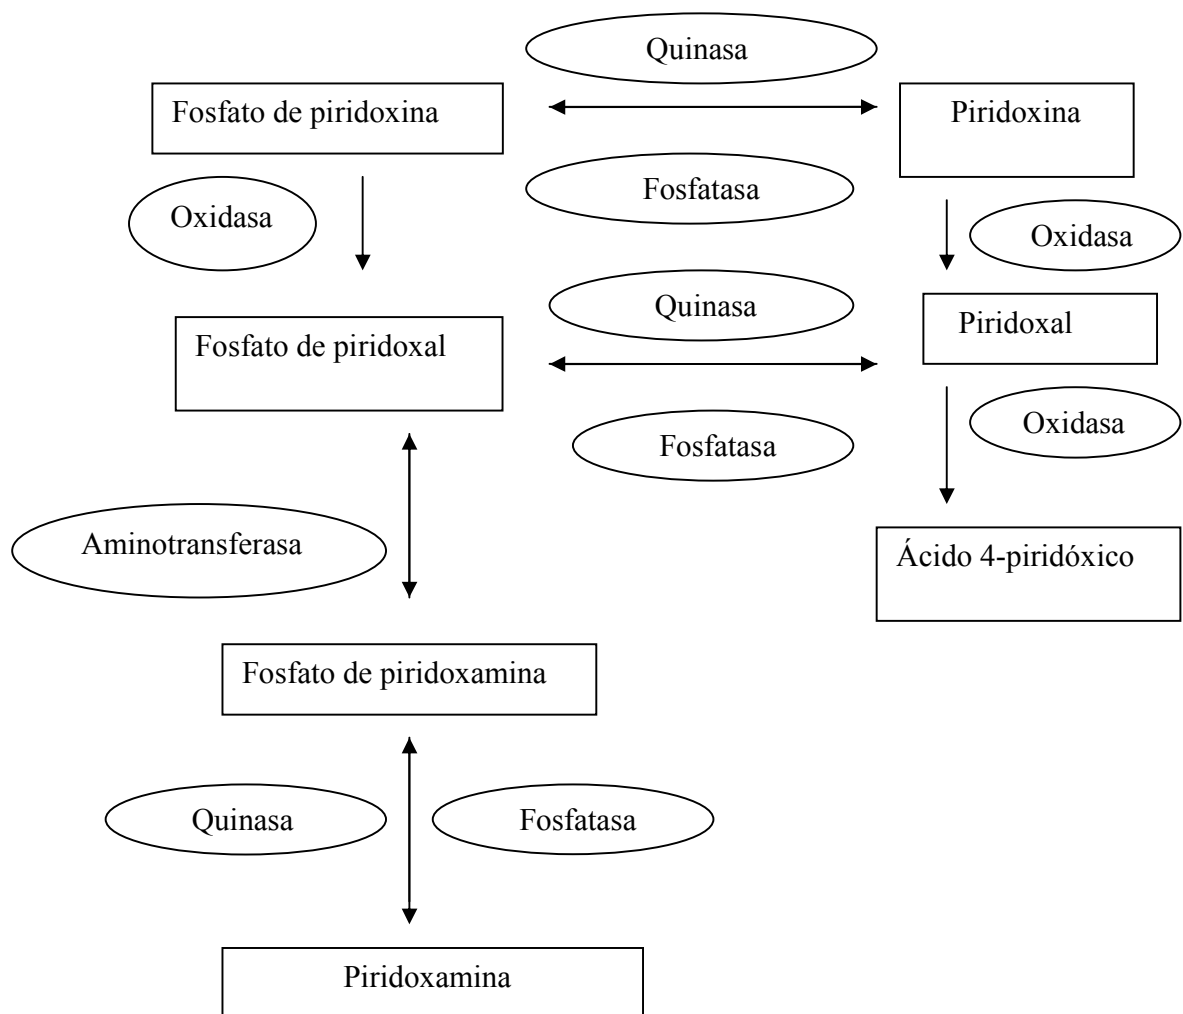 Quinasa
Fosfato de piridoxina
Piridoxina
Fosfatasa
Oxidasa
Oxidasa
Quinasa
Piridoxal
Fosfato de piridoxal
Oxidasa
Fosfatasa
Aminotransferasa
Ácido 4-piridóxico
Fosfato de piridoxamina
Quinasa
Fosfatasa
Piridoxamina